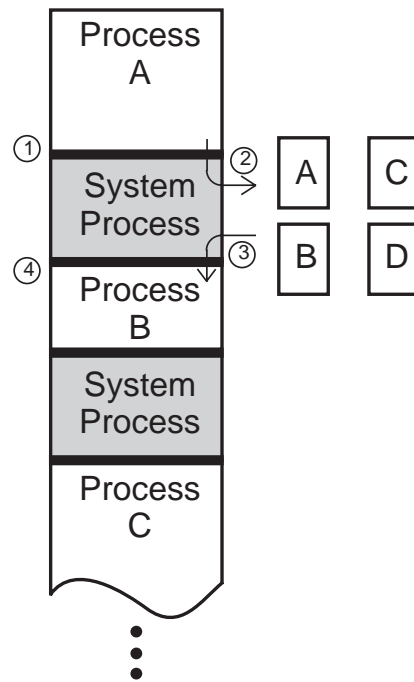 Process
A
①
②
A
C
System
Process
③
B
D
④
Process
B
System
Process
Process
C